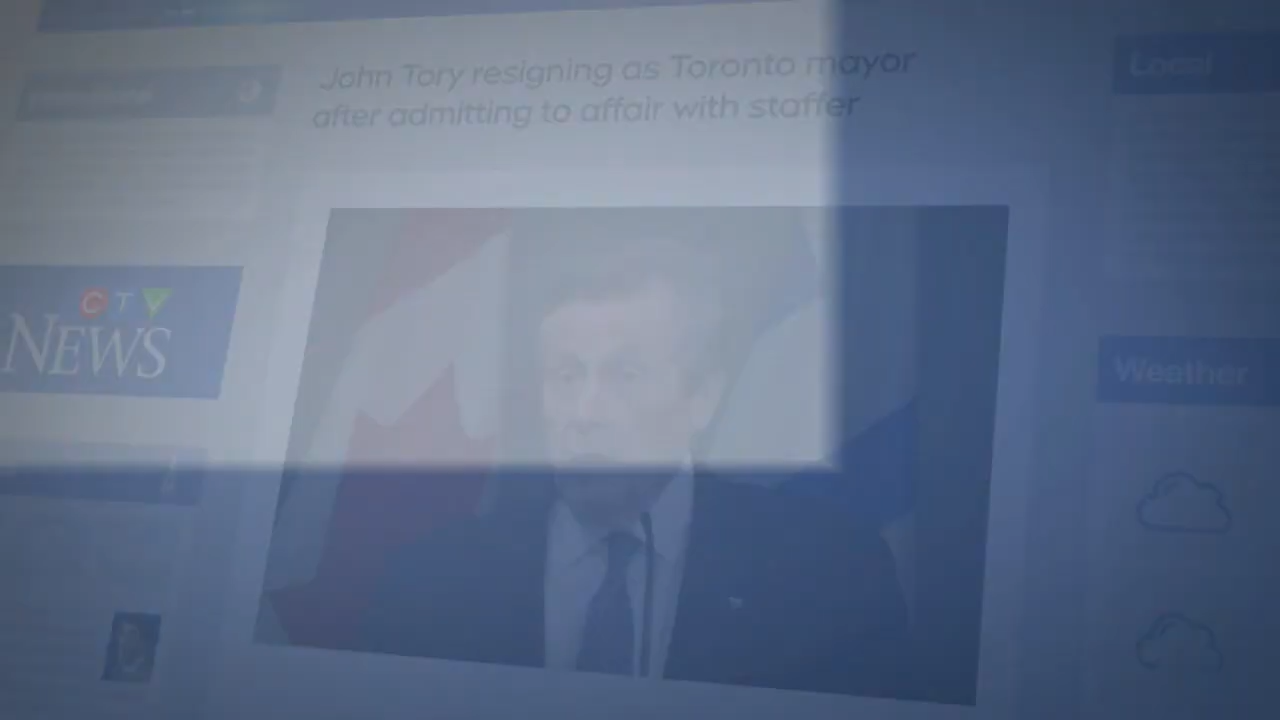 John Tory resigning as Toronto mayor
after admitting to affair with staffer
Local
CTV
NEWS
Weather